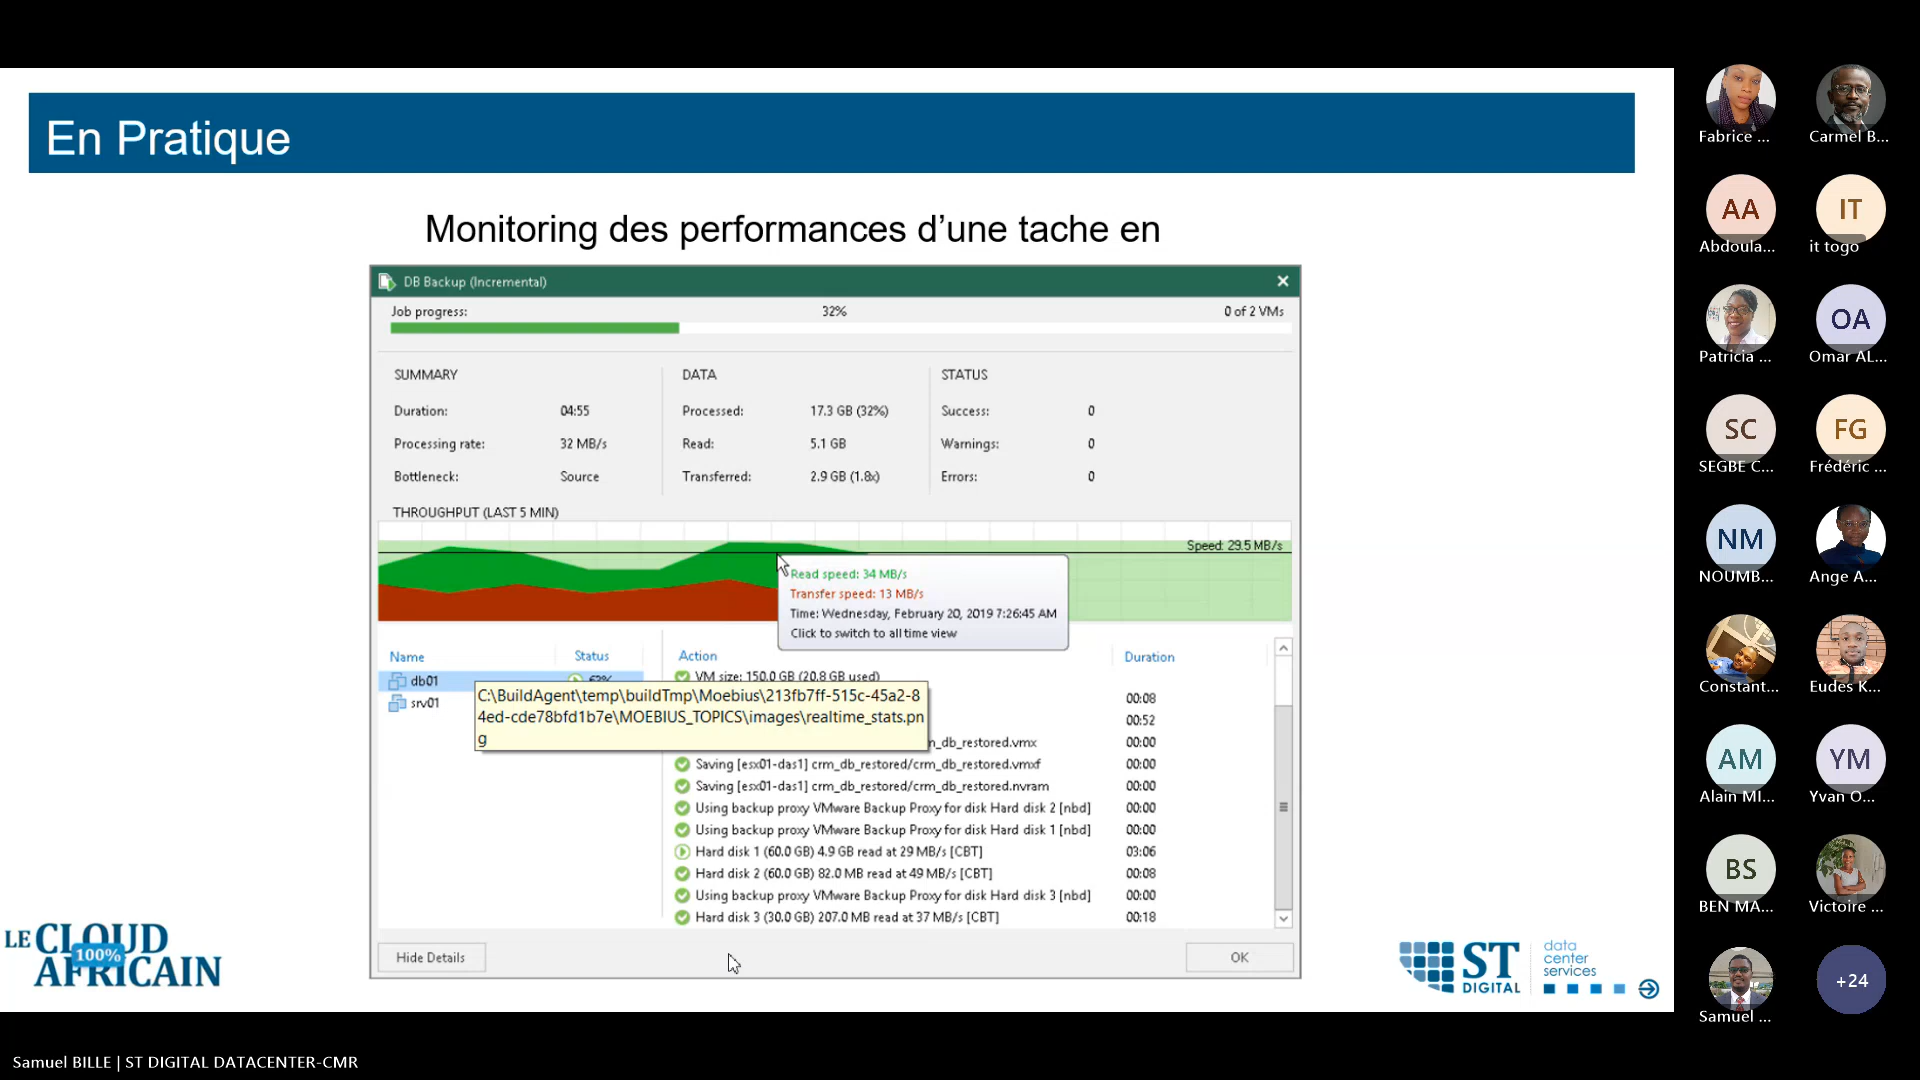 En Pratique
Monitoring des performances d’une tache en
DB Backup (Incremental)
Job progress: 32% 0 of 2 VMs
SUMMARY DATA STATUS
Duration: 04:55 Processed: 17.3 GB (32%) Success: 0
Processing rate: 32 MB/s Read: 5.1 GB Warnings: 0
Bottleneck: Source Transferred: 2.9 GB (1.8x) Errors: 0
THROUGHPUT (LAST 5 MIN)
Speed: 29.5 MB/s
Read speed: 34 MB/s
Transfer speed: 13 MB/s
Time: Wednesday, February 20, 2019 7:26:45 AM
Click to switch to all time view
Name Status Action Duration
db01 VM size: 150.0 GB (20.8 GB used)
srv01 00:08
C:\BuildAgent\temp\buildTmp\Moebius\213fb7ff-515c-45a2-8
4ed-cde78bfd1b7e\MOEBIUS_TOPICS\images\realtime_stats.pn
g
00:52
n_db_restored.vmx 00:00
Saving [esx01-das1] crm_db_restored/crm_db_restored.vmxf 00:00
Saving [esx01-das1] crm_db_restored/crm_db_restored.nvram 00:00
Using backup proxy VMware Backup Proxy for disk Hard disk 2 [nbd] 00:00
Using backup proxy VMware Backup Proxy for disk Hard disk 1 [nbd] 00:00
Hard disk 1 (60.0 GB) 4.9 GB read at 29 MB/s [CBT] 03:06
Hard disk 2 (60.0 GB) 82.0 MB read at 49 MB/s [CBT] 00:08
Using backup proxy VMware Backup Proxy for disk Hard disk 3 [nbd] 00:00
Hard disk 3 (30.0 GB) 207.0 MB read at 37 MB/s [CBT] 00:18
Hide Details OK
LE CLOUD
100%
AFRICAIN
ST
DIGITAL
data
center
services
Fabrice ... Carmel B...
AA IT
Abdoula... it togo
OA
Patricia ... Omar AL...
SC FG
SEGBE C... Frédéric ...
NM
NOUMB... Ange A...
Constant... Eudes K...
AM YM
Alain MI... Yvan O...
BS
BEN MA... Victoire ...
+24
Samuel ...
Samuel BILLE | ST DIGITAL DATACENTER-CMR